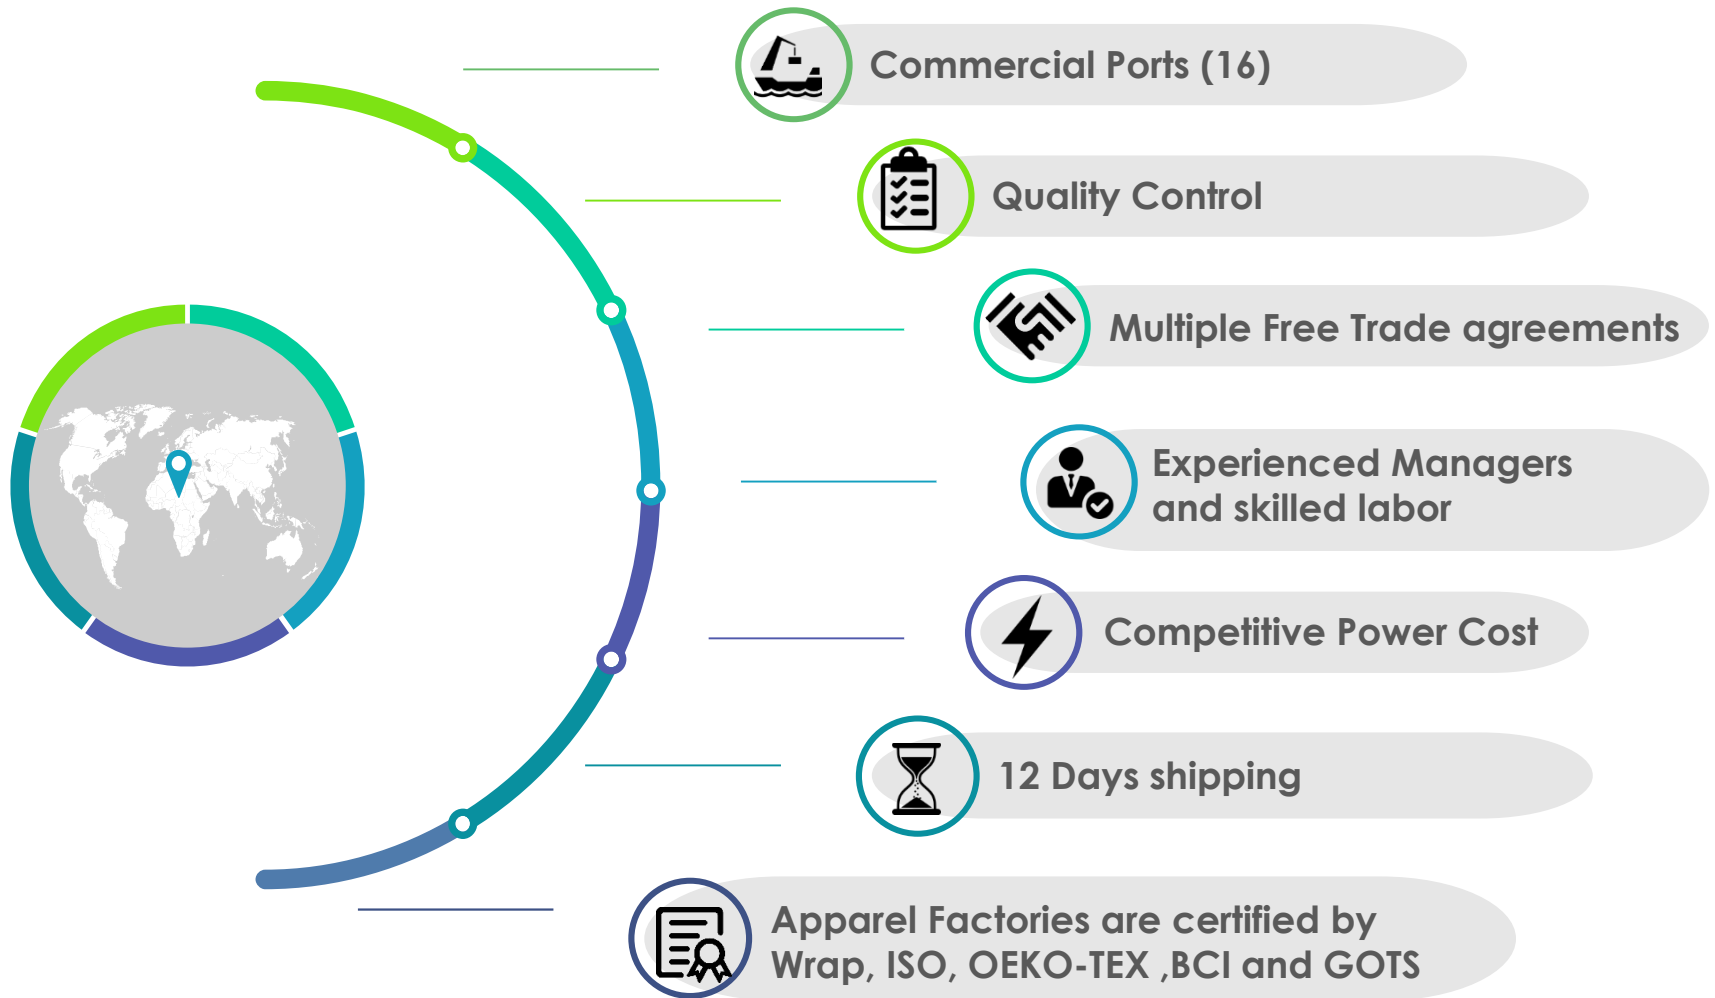 Commercial Ports (16)
Quality Control
Multiple Free Trade agreements
Experienced Managers
and skilled labor
Competitive Power Cost
12 Days shipping
Apparel Factories are certified by
Wrap, ISO, OEKO-TEX ,BCI and GOTS